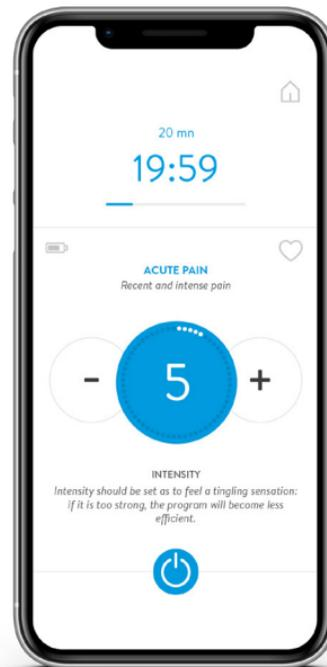 20 mn
19:59
ACUTE PAIN
Recent and intense pain
-
5
+
INTENSITY
Intensity should be set as to feel a tingling sensation:
if it is too strong, the program will become less
efficient.